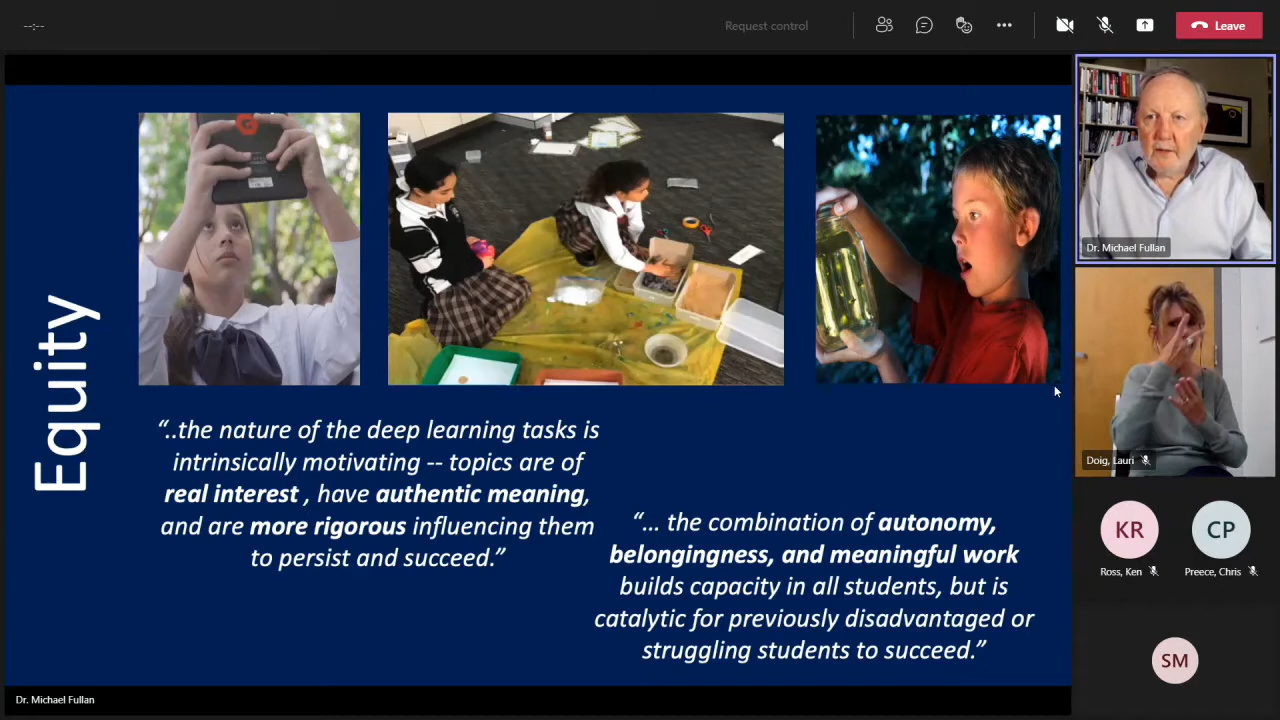 --:--
Request control
Leave
Equity
“..the nature of the deep learning tasks is
intrinsically motivating -- topics are of
real interest , have authentic meaning,
and are more rigorous influencing them
to persist and succeed.”
“... the combination of autonomy,
belongingness, and meaningful work
builds capacity in all students, but is
catalytic for previously disadvantaged or
struggling students to succeed.”
Dr. Michael Fullan
Doig, Lauri
KR
CP
Ross, Ken
Preece, Chris
SM
Dr. Michael Fullan